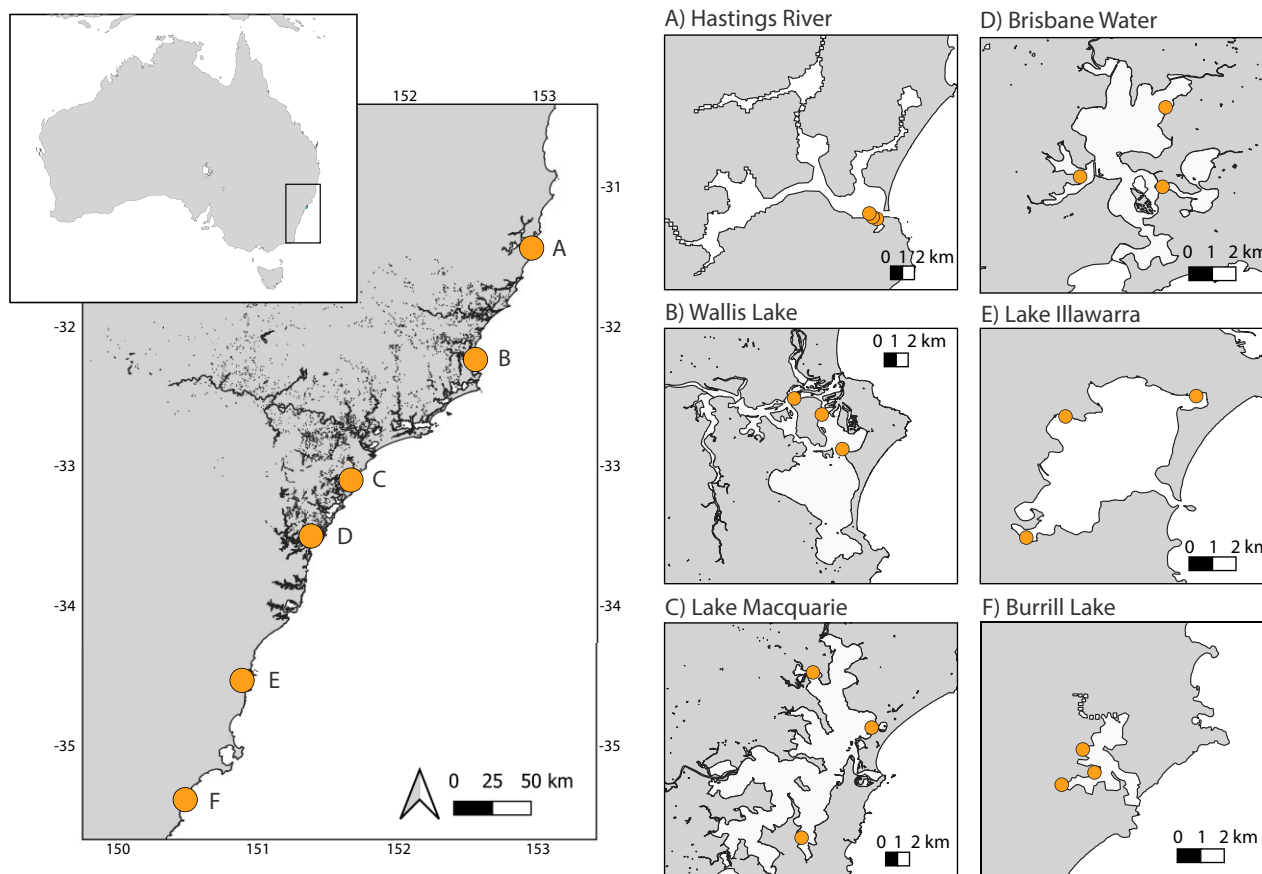 152 153
-31
-32 -32
-33 -33
-34 -34
-35 -35
150 151 152 153
A
B
C
D
E
F
0 25 50 km
A) Hastings River
0 1 2 km
B) Wallis Lake
0 1 2 km
C) Lake Macquarie
0 1 2 km
D) Brisbane Water
0 1 2 km
E) Lake Illawarra
0 1 2 km
F) Burrill Lake
0 1 2 km